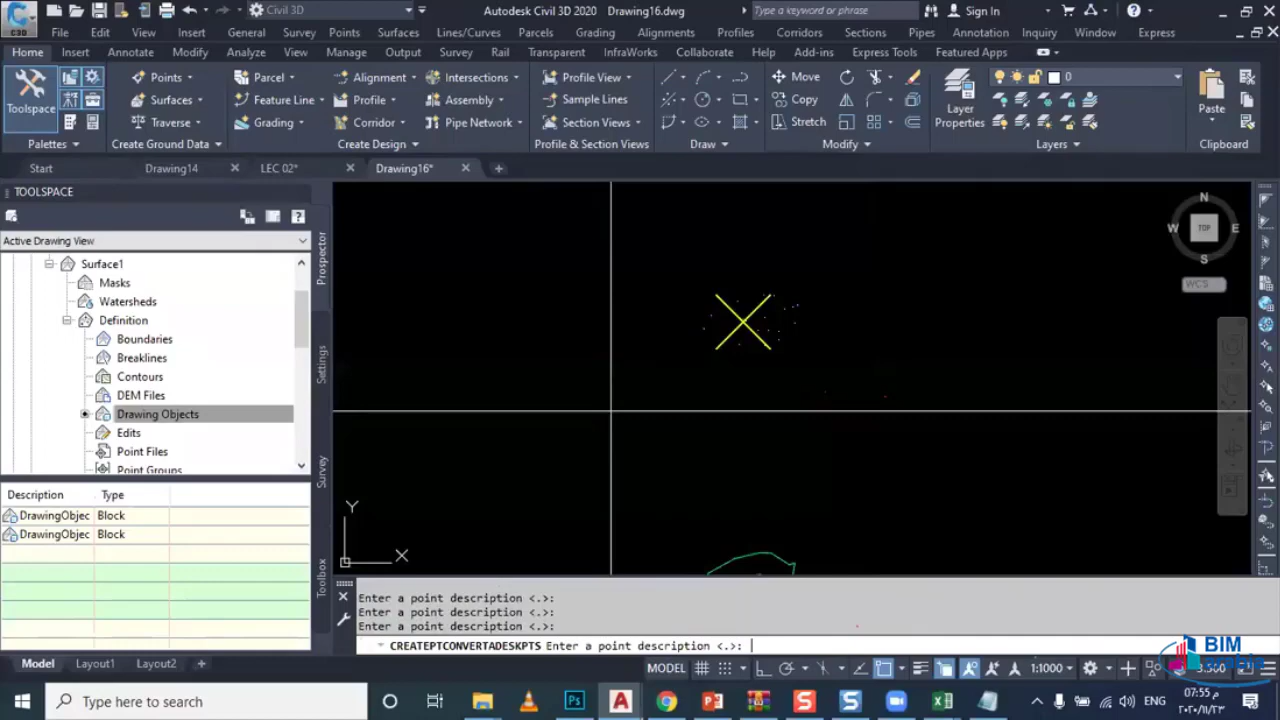 Civil 3D
Autodesk Civil 3D 2020 Drawing16.dwg
Type a keyword or phrase
Sign In
C3D
File Edit View Insert General Survey Points Surfaces Lines/Curves Parcels Grading Alignments Profiles Corridors Sections Pipes Annotation Inquiry Window Express
Home Insert Annotate Modify Analyze View Manage Output Survey Rail Transparent InfraWorks Collaborate Help Add-ins Express Tools Featured Apps
Toolspace
Points
Parcel
Alignment
Intersections
Profile View
Move
0
Surfaces
Feature Line
Profile
Assembly
Sample Lines
Copy
Layer Properties
Paste
Traverse
Grading
Corridor
Pipe Network
Section Views
Stretch
Palettes
Create Ground Data
Create Design
Profile & Section Views
Draw
Modify
Layers
Clipboard
Start
Drawing14
LEC 02*
Drawing16*
TOOLSPACE
Active Drawing View
Prospector
Settings
Survey
Toolbox
Surface1
Masks
Watersheds
Definition
Boundaries
Breaklines
Contours
DEM Files
Drawing Objects
Edits
Point Files
Point Groups
Description Type
DrawingObjec Block
DrawingObjec Block
N
W TOP E
S
WCS
Y
X
Enter a point description <.>:
Enter a point description <.>:
Enter a point description <.>:
CREATEPTCONVERTADESKPTS Enter a point description <.>:
Model Layout1 Layout2
MODEL
1:1000
BIM
arabia
Type here to search
ENG
07:55 م
٢٠٢٠/١١/٢٣